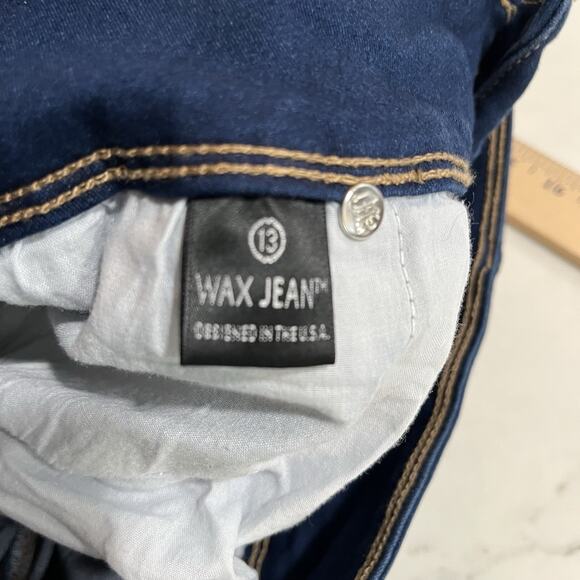 13
WAX JEAN™
DESIGNED IN THE U.S.A.